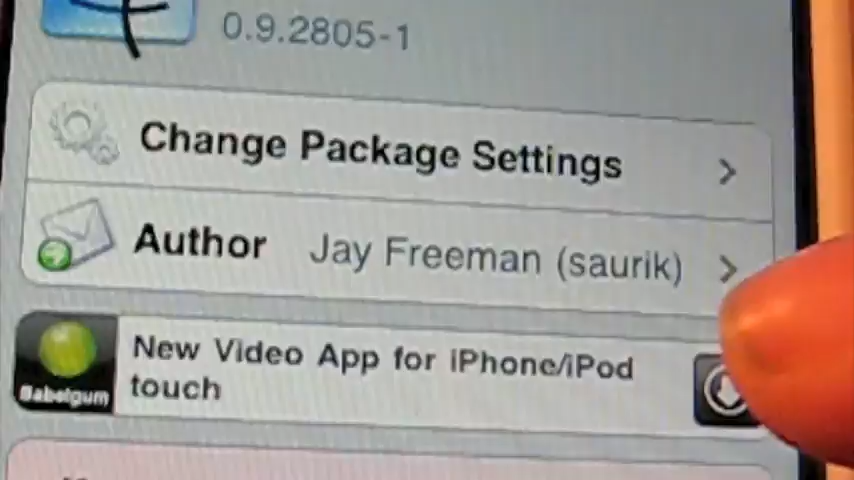 0.9.2805-1
Change Package Settings
Author Jay Freeman (saurik)
New Video App for iPhone/iPod
touch
Babelgum